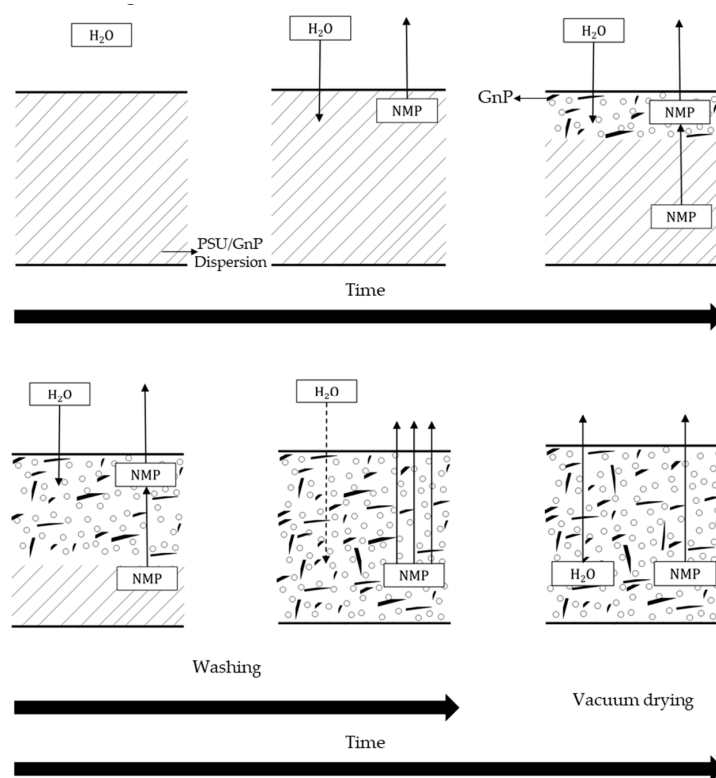 H₂O
H₂O
NMP
H₂O
GnP
NMP
NMP
PSU/GnP
Dispersion
Time
H₂O
NMP
NMP
H₂O
NMP
H₂O
NMP
Washing
Vacuum drying
Time